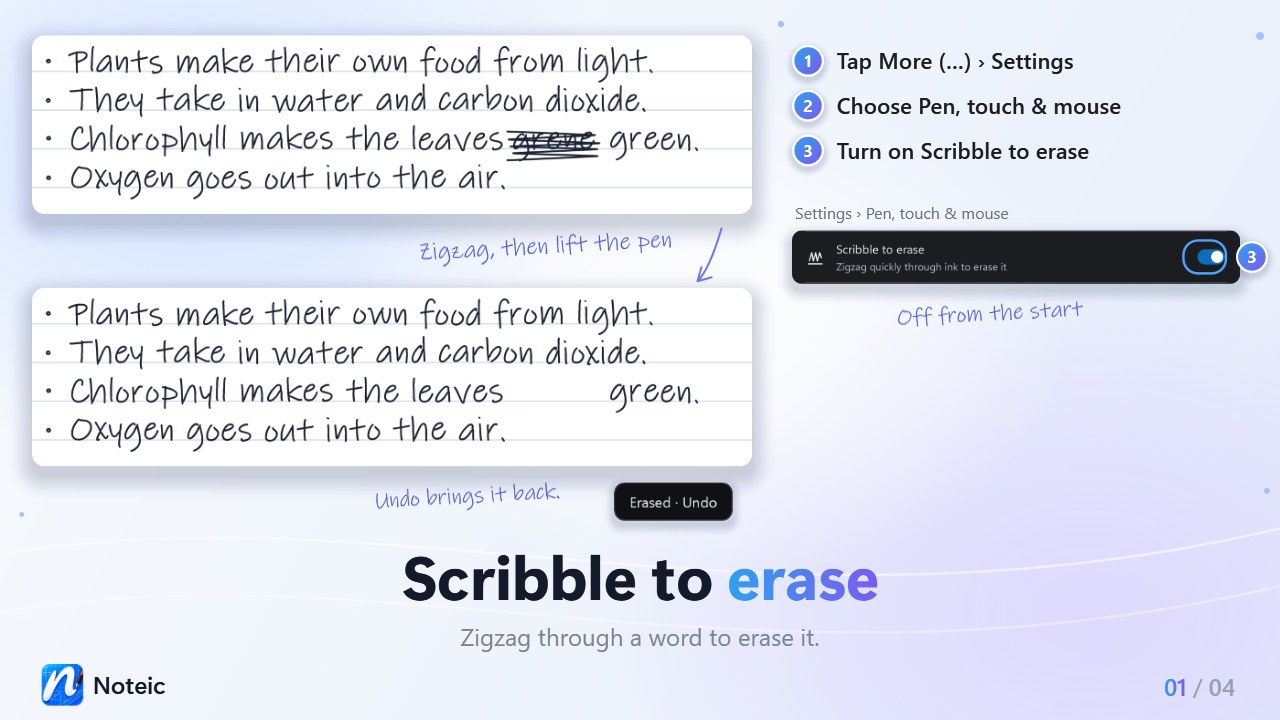 • Plants make their own food from light.
• They take in water and carbon dioxide.
• Chlorophyll makes the leaves grene green.
• Oxygen goes out into the air.
Zigzag, then lift the pen
• Plants make their own food from light.
• They take in water and carbon dioxide.
• Chlorophyll makes the leaves green.
• Oxygen goes out into the air.
Undo brings it back.
Erased · Undo
1 Tap More (...) › Settings
2 Choose Pen, touch & mouse
3 Turn on Scribble to erase
Settings › Pen, touch & mouse
Scribble to erase
Zigzag quickly through ink to erase it
3
Off from the start
Scribble to erase
Zigzag through a word to erase it.
n Noteic
01 / 04